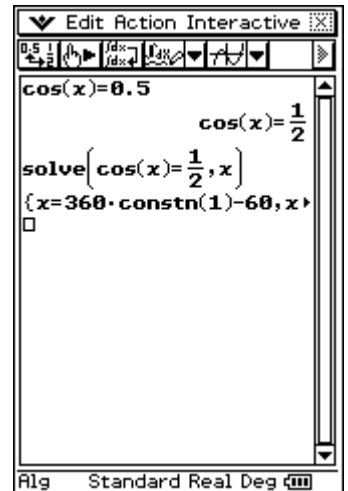 Edit Action Interactive
cos(x)=0.5
cos(x)=1/2
solve(cos(x)=1/2,x)
{x=360·constn(1)-60,x
Alg Standard Real Deg